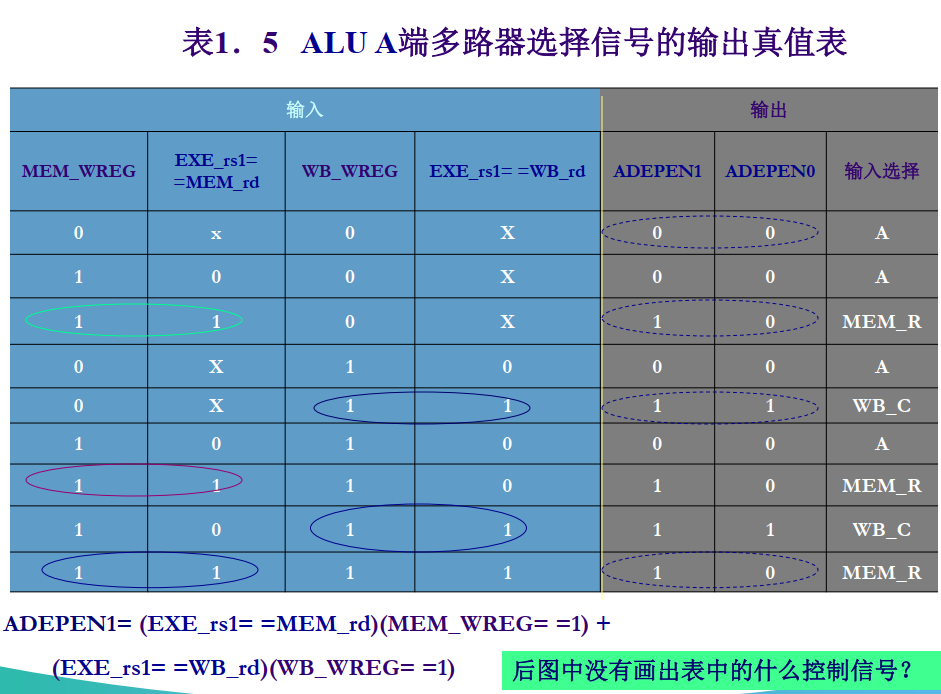 表1．5 ALU A端多路器选择信号的输出真值表
输入 输出
MEM_WREG EXE_rs1= =MEM_rd WB_WREG EXE_rs1= =WB_rd ADEPEN1 ADEPEN0 输入选择
0 x 0 X 0 0 A
1 0 0 X 0 0 A
1 1 0 X 1 0 MEM_R
0 X 1 0 0 0 A
0 X 1 1 1 1 WB_C
1 0 1 0 0 0 A
1 1 1 0 1 0 MEM_R
1 0 1 1 1 1 WB_C
1 1 1 1 1 0 MEM_R
ADEPEN1= (EXE_rs1= =MEM_rd)(MEM_WREG= =1) +
(EXE_rs1= =WB_rd)(WB_WREG= =1)
后图中没有画出表中的什么控制信号？